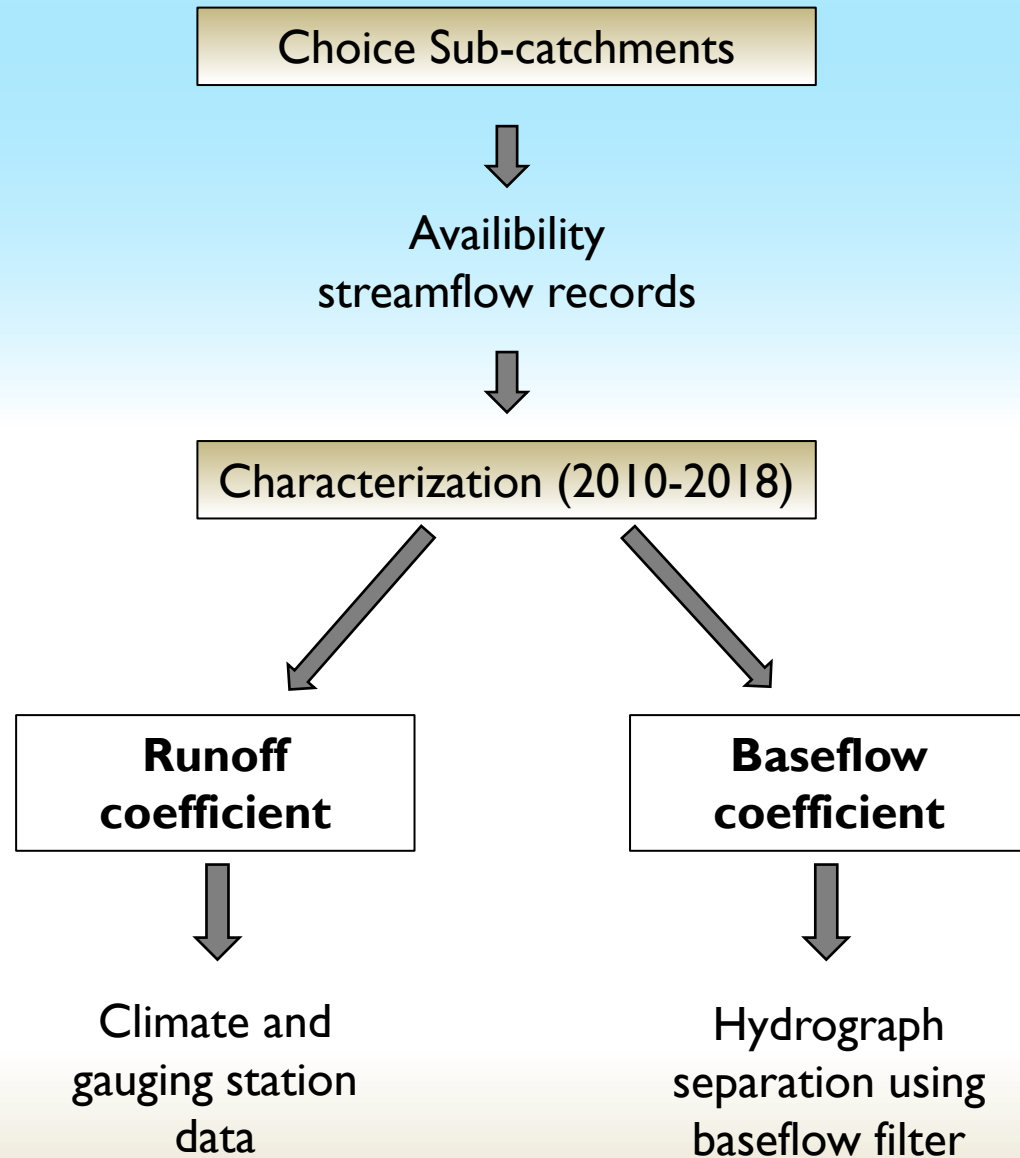 Choice Sub-catchments
Availibility
streamflow records
Characterization (2010-2018)
Runoff
coefficient
Baseflow
coefficient
Climate and
gauging station
data
Hydrograph
separation using
baseflow filter